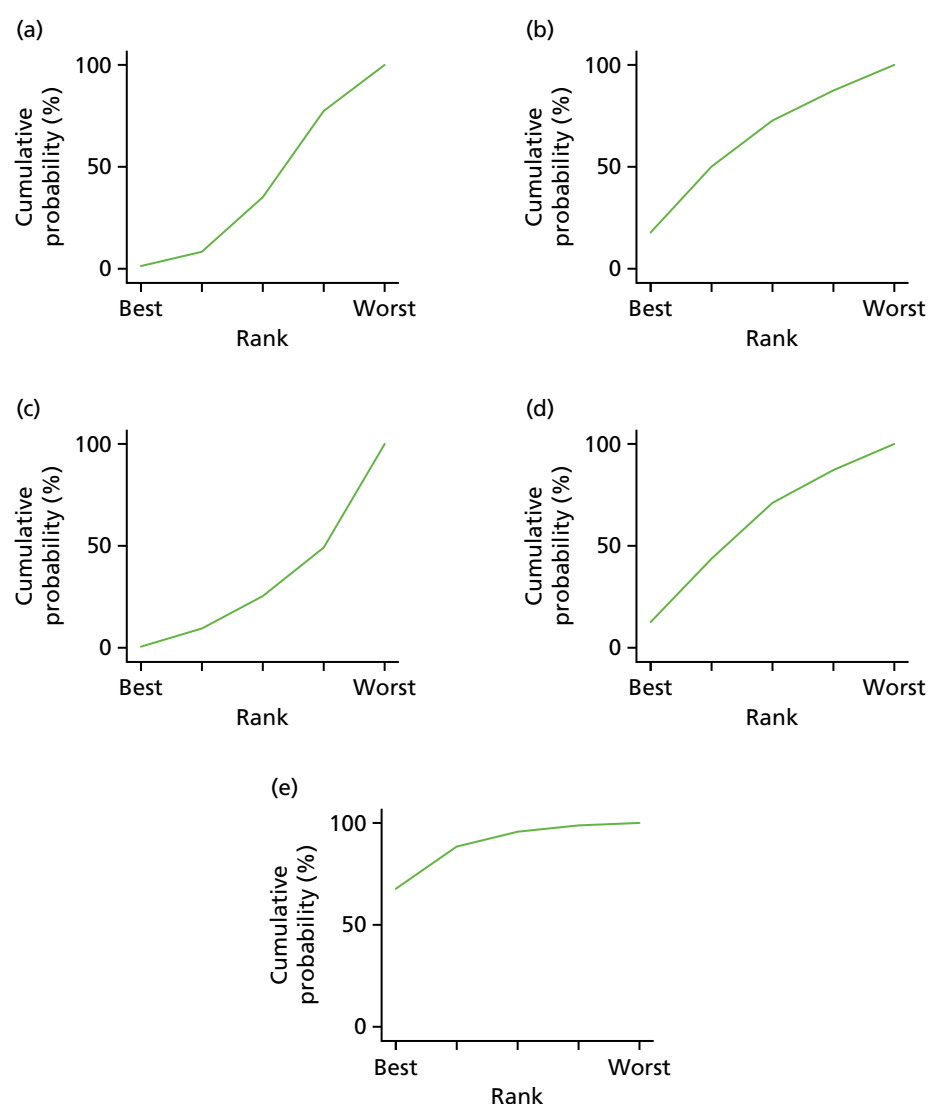 (a)
Cumulative
probability (%)
100
50
0
Best
Worst
Rank
(b)
Cumulative
probability (%)
100
50
0
Best
Worst
Rank
(c)
Cumulative
probability (%)
100
50
0
Best
Worst
Rank
(d)
Cumulative
probability (%)
100
50
0
Best
Worst
Rank
(e)
Cumulative
probability (%)
100
50
0
Best
Worst
Rank